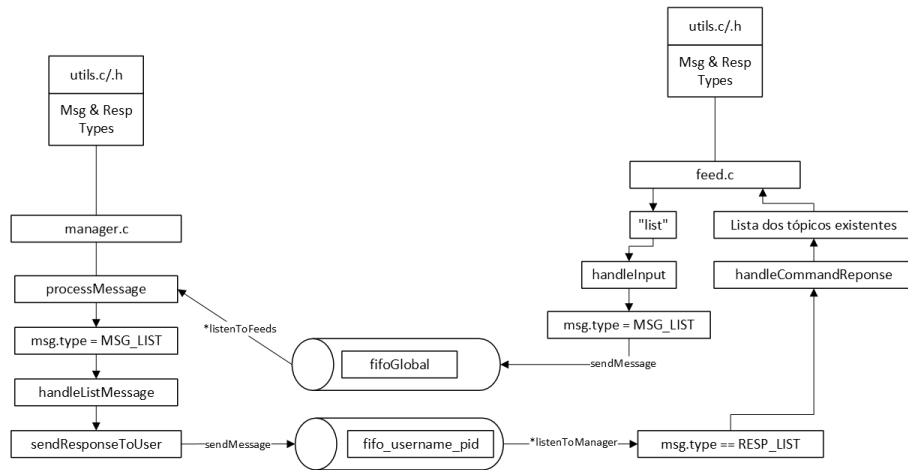 utils.c/.h
Msg & Resp
Types
manager.c
processMessage
msg.type = MSG_LIST
handleListMessage
sendResponseToUser
*listenToFeeds
fifoGlobal
sendMessage
sendMessage
fifo_username_pid
*listenToManager
utils.c/.h
Msg & Resp
Types
feed.c
"list"
handleInput
msg.type = MSG_LIST
Lista dos tópicos existentes
handleCommandReponse
msg.type == RESP_LIST